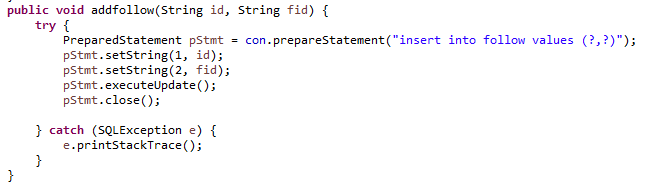 public void addfollow(String id, String fid) {
    try {
        PreparedStatement pStmt = con.prepareStatement("insert into follow values (?,?)");
        pStmt.setString(1, id);
        pStmt.setString(2, fid);
        pStmt.executeUpdate();
        pStmt.close();

    } catch (SQLException e) {
        e.printStackTrace();
    }
}